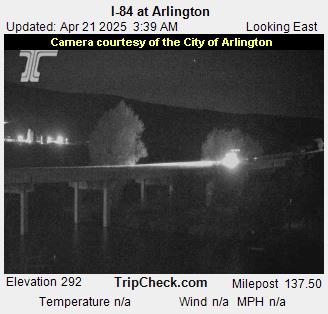 I-84 at Arlington
Updated: Apr 21 2025 3:39 AM Looking East
Camera courtesy of the City of Arlington
Elevation 292 TripCheck.com Milepost 137.50
Temperature n/a Wind n/a MPH n/a